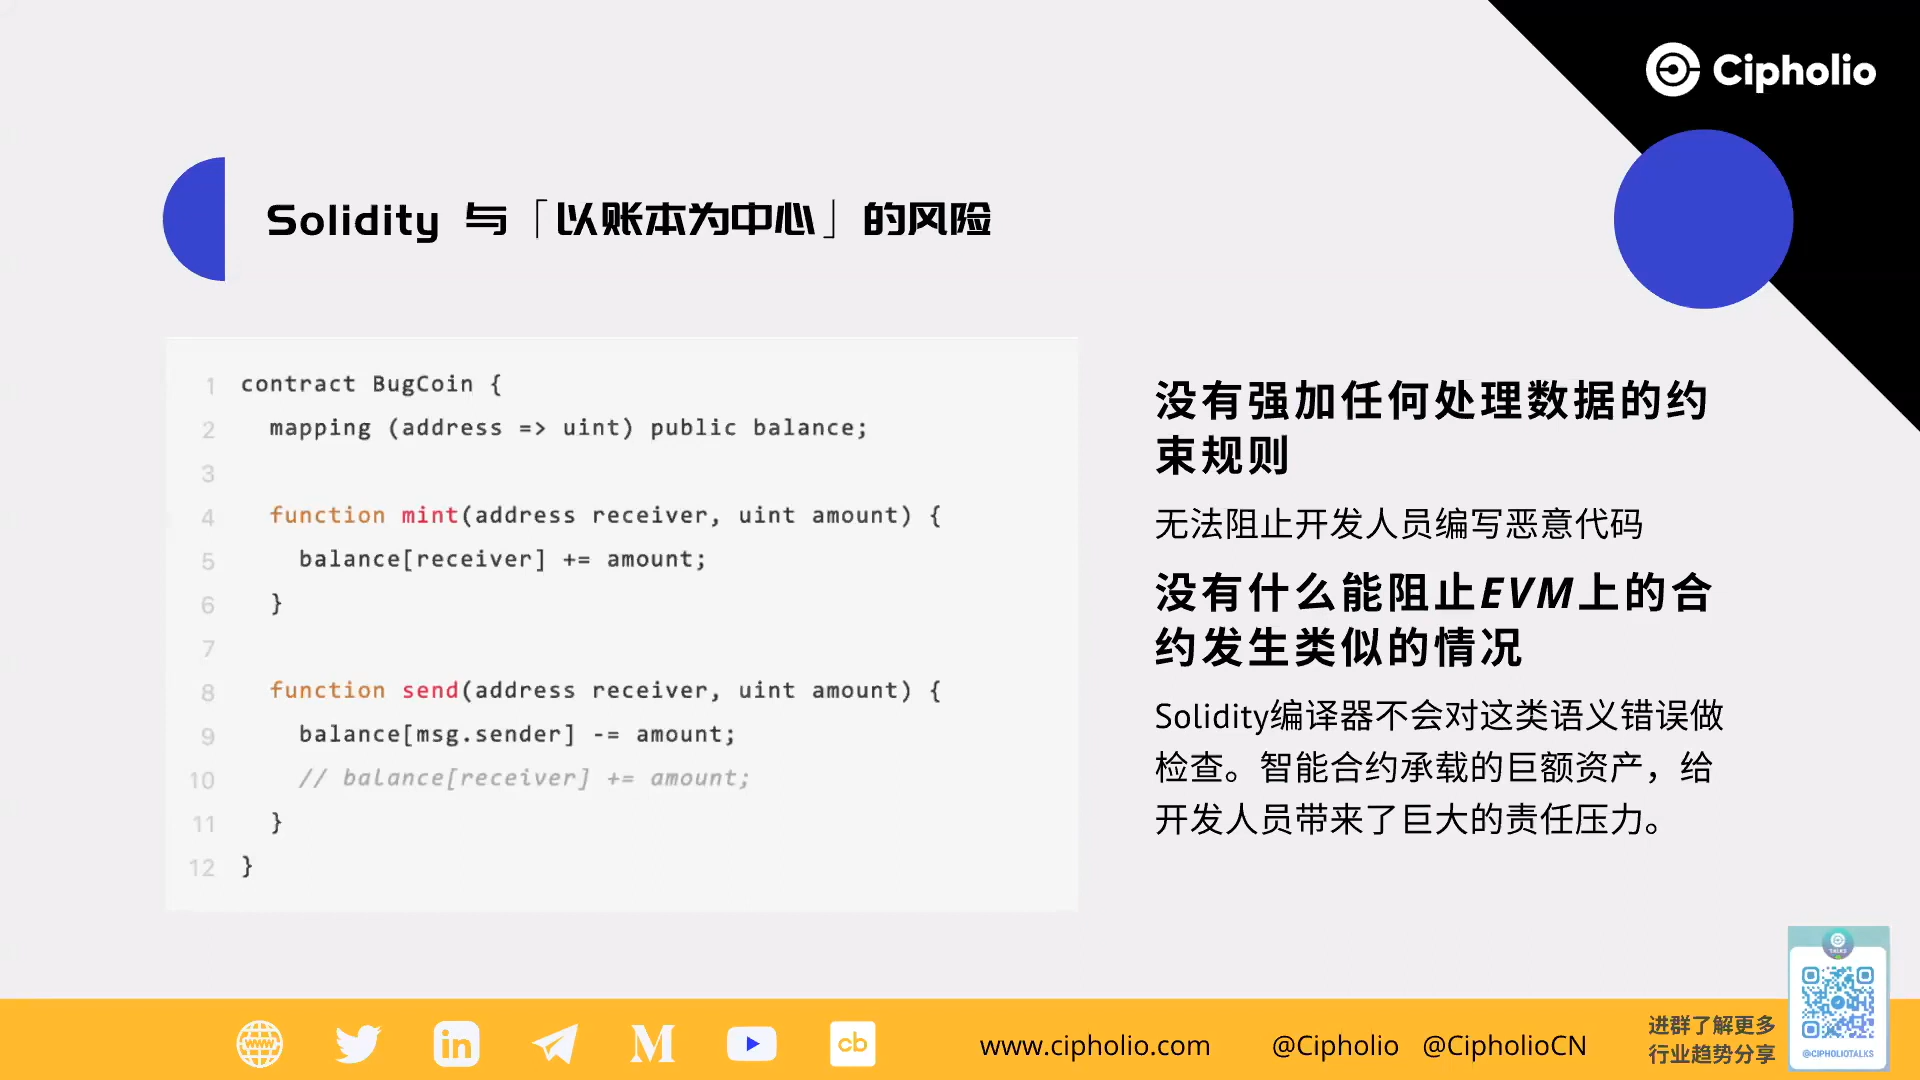 Cipholio
Solidity 与「以账本为中心」的风险
1 contract BugCoin {
2 mapping (address => uint) public balance;
3
4 function mint(address receiver, uint amount) {
5 balance[receiver] += amount;
6 }
7
8 function send(address receiver, uint amount) {
9 balance[msg.sender] -= amount;
10 // balance[receiver] += amount;
11 }
12 }
没有强加任何处理数据的约
束规则
无法阻止开发人员编写恶意代码
没有什么能阻止EVM上的合
约发生类似的情况
Solidity编译器不会对这类语义错误做
检查。智能合约承载的巨额资产，给
开发人员带来了巨大的责任压力。
www
in
M
cb
www.cipholio.com
@Cipholio @CipholioCN
进群了解更多
行业趋势分享
TALKS
@CIPHOLIOTALKS